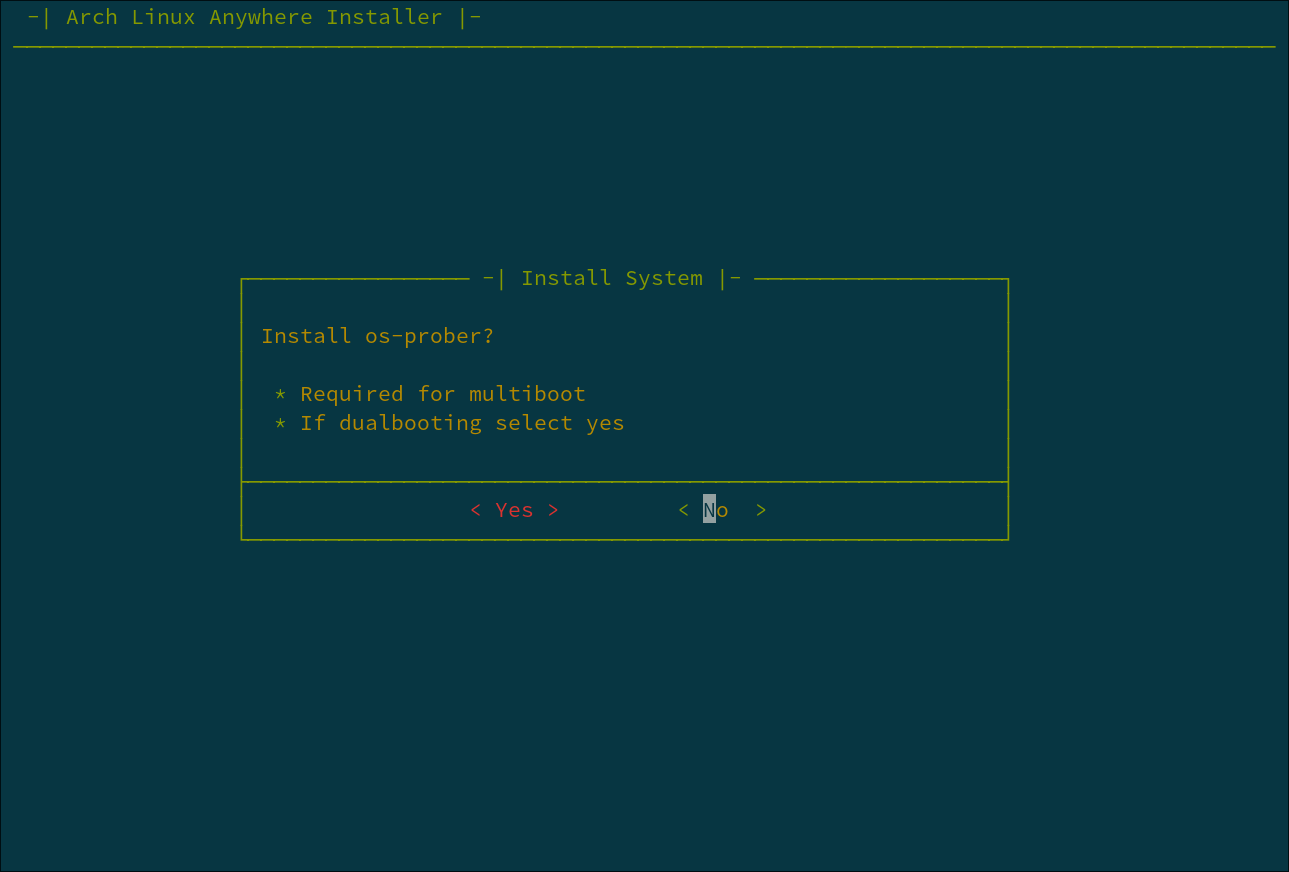 -| Arch Linux Anywhere Installer |-
-| Install System |-
Install os-prober?
* Required for multiboot
* If dualbooting select yes
< Yes > < No >